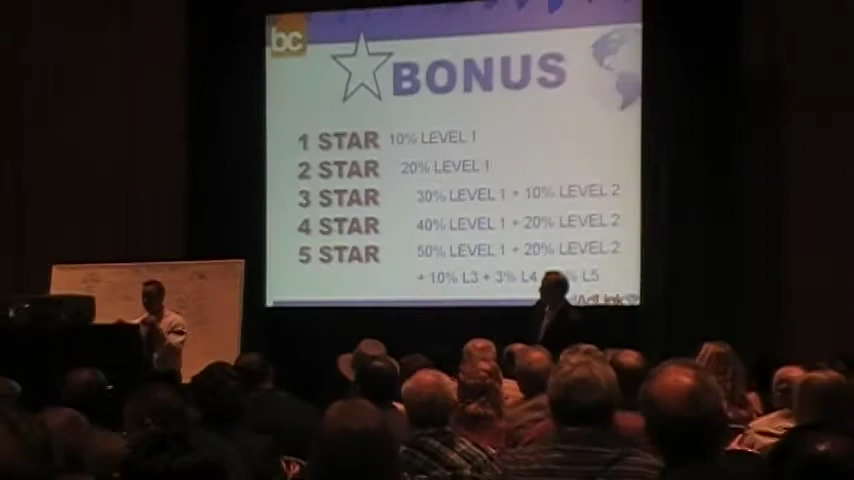 bc
BONUS
1 STAR 10% LEVEL 1
2 STAR 20% LEVEL 1
3 STAR 30% LEVEL 1 + 10% LEVEL 2
4 STAR 40% LEVEL 1 + 20% LEVEL 2
5 STAR 50% LEVEL 1 + 20% LEVEL 2
+ 10% L3 + 3% L4 % L5
dAdLink